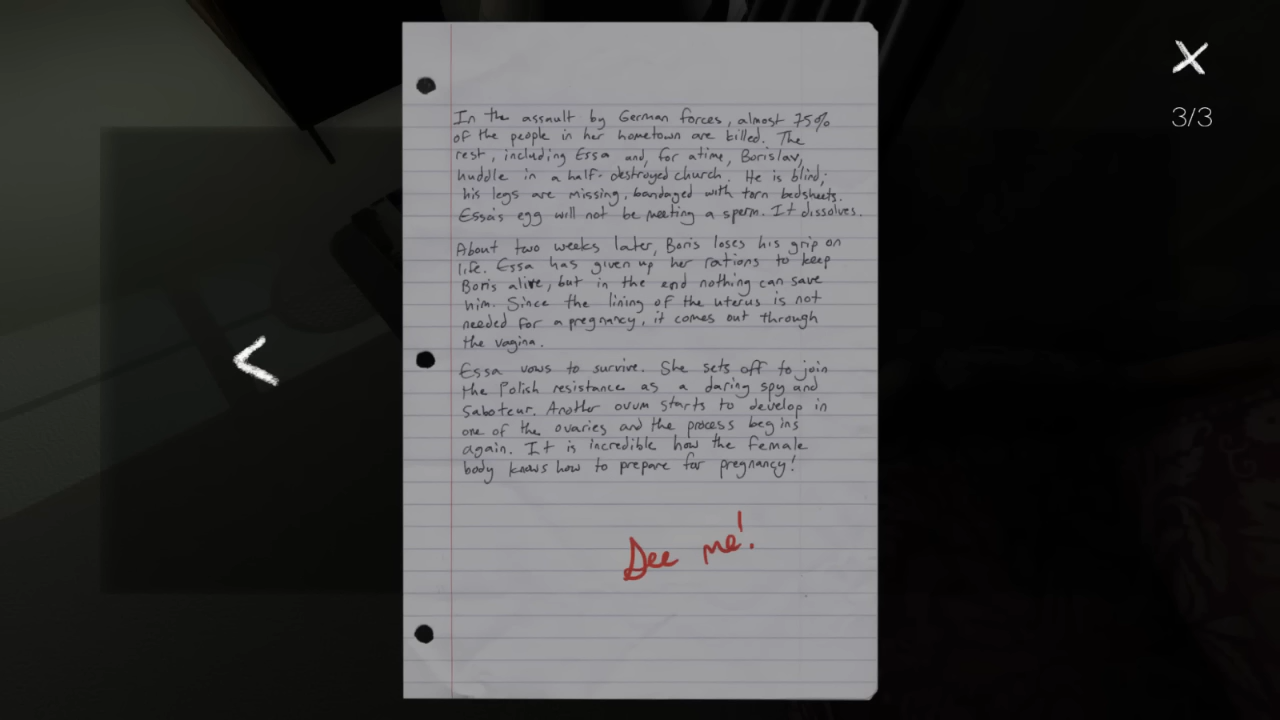 3/3
In the assault by German forces, almost 75%
of the people in her hometown are killed. The
rest, including Essa and, for a time, Borislav,
huddle in a half-destroyed church. He is blind;
his legs are missing, bandaged with torn bedsheets.
Essa's egg will not be meeting a sperm. It dissolves.
About two weeks later, Boris loses his grip on
life. Essa has given up her rations to keep
Boris alive, but in the end nothing can save
him. Since the lining of the uterus is not
needed for a pregnancy, it comes out through
the vagina.
Essa vows to survive. She sets off to join
the Polish resistance as a daring spy and
saboteur. Another ovum starts to develop in
one of the ovaries and the process begins
again. It is incredible how the female
body knows how to prepare for pregnancy!
See me!